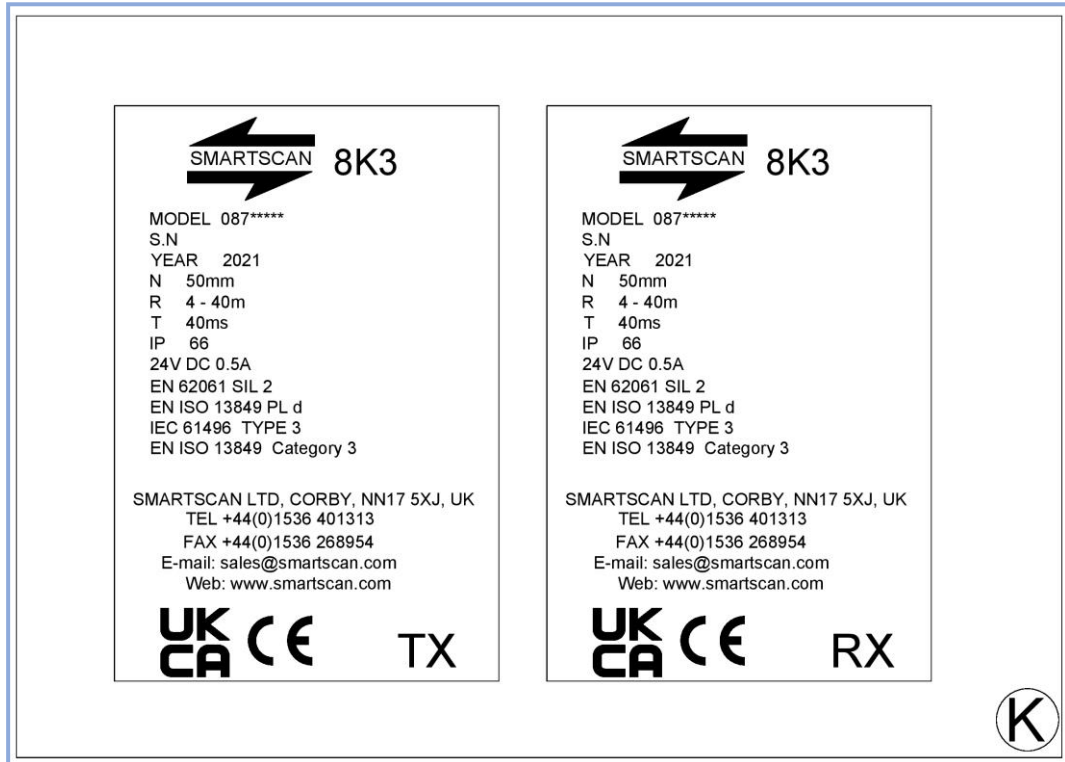 SMARTSCAN 8K3
MODEL 087*****
S.N
YEAR 2021
N 50mm
R 4 - 40m
T 40ms
IP 66
24V DC 0.5A
EN 62061 SIL 2
EN ISO 13849 PL d
IEC 61496 TYPE 3
EN ISO 13849 Category 3
SMARTSCAN LTD, CORBY, NN17 5XJ, UK
TEL +44(0)1536 401313
FAX +44(0)1536 268954
E-mail: sales@smartscan.com
Web: www.smartscan.com
UK
CA CE TX
SMARTSCAN 8K3
MODEL 087*****
S.N
YEAR 2021
N 50mm
R 4 - 40m
T 40ms
IP 66
24V DC 0.5A
EN 62061 SIL 2
EN ISO 13849 PL d
IEC 61496 TYPE 3
EN ISO 13849 Category 3
SMARTSCAN LTD, CORBY, NN17 5XJ, UK
TEL +44(0)1536 401313
FAX +44(0)1536 268954
E-mail: sales@smartscan.com
Web: www.smartscan.com
UK
CA CE RX
K